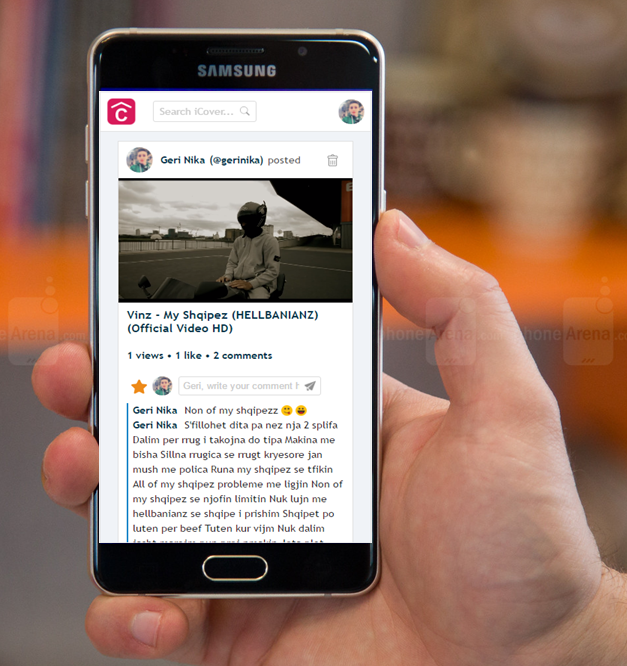 SAMSUNG
C
Search iCover...
Geri Nika (@gerinika) posted
Vinz - My Shqipez (HELLBANIANZ)
(Official Video HD)
1 views • 1 like • 2 comments
Geri, write your comment h
Geri Nika Non of my shqipezz 😘 😄
Geri Nika S'fillohet dita pa nez nja 2 splifa
Dalim per rrug i takojna do tipa Makina me
bisha Sillna rrugica se rrugt kryesore jan
mush me polica Runa my shqipez se tfikin
All of my shqipez probleme me ligjin Non of
my shqipez se njofin limitin Nuk lujn me
hellbanianz se shqipe i prishim Shqipet po
luten per beef Tuten kur vijm Nuk dalim
phoneArena.com
phoneArena